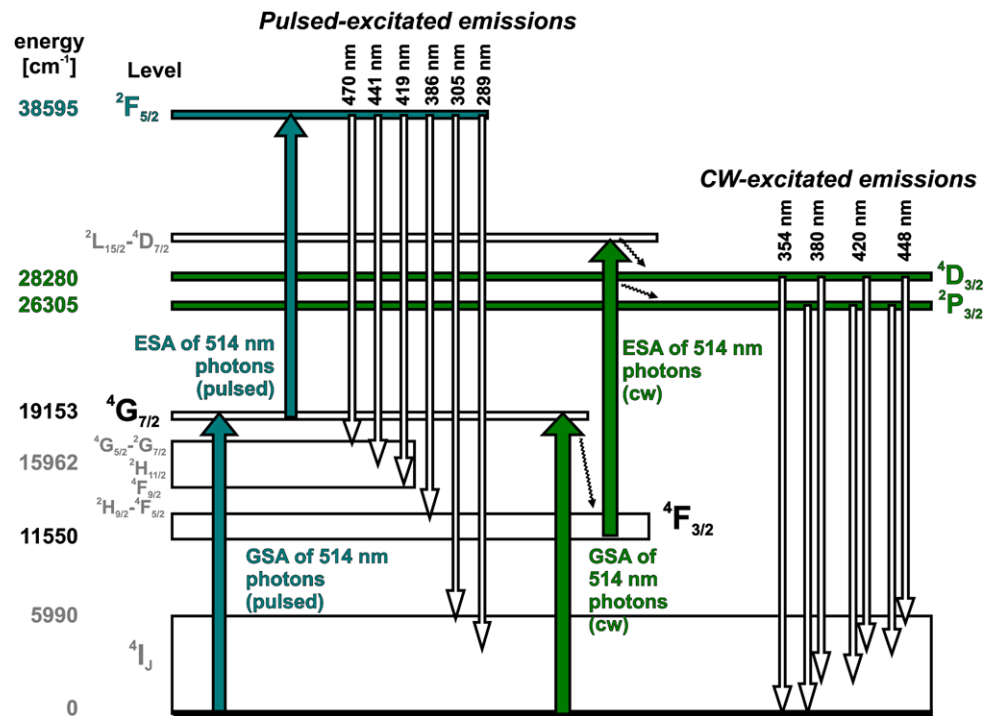 Pulsed-excitated emissions
energy
[cm⁻¹]
Level
470 nm
441 nm
419 nm
386 nm
305 nm
289 nm
38595
²F₅/₂
CW-excitated emissions
354 nm
380 nm
420 nm
448 nm
²L₁₅/₂-⁴D₇/₂
28280
⁴D₃/₂
26305
²P₃/₂
ESA of 514 nm
photons
(pulsed)
ESA of 514 nm
photons
(cw)
19153
⁴G₇/₂
⁴G₅/₂-²G₇/₂
15962
²H₁₁/₂
⁴F₉/₂
²H₉/₂-⁴F₅/₂
11550
⁴F₃/₂
GSA of 514 nm
photons
(pulsed)
GSA of
514 nm
photons
(cw)
5990
⁴I_J
0